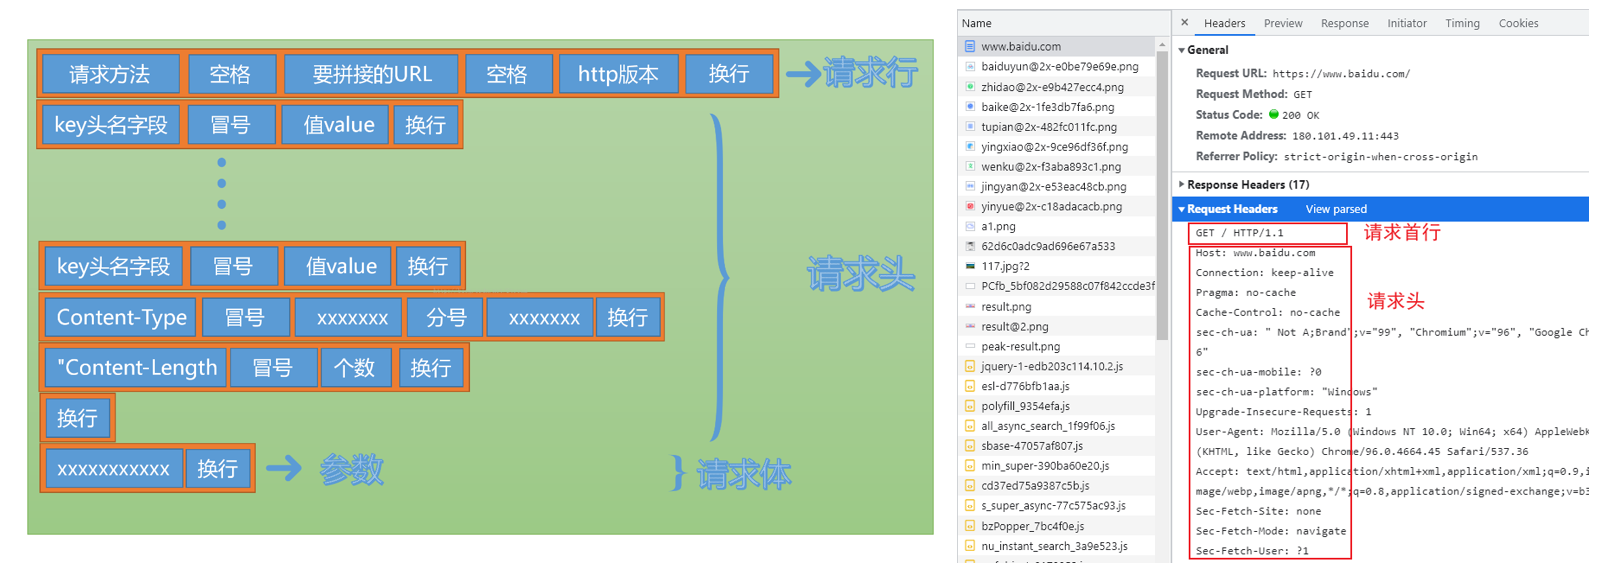 请求方法 空格 要拼接的URL 空格 http版本 换行 请求行
key头名字段 冒号 值value 换行
key头名字段 冒号 值value 换行
请求头
Content-Type 冒号 xxxxxxx 分号 xxxxxxx 换行
"Content-Length 冒号 个数 换行
换行
xxxxxxxxxxx 换行 参数 请求体
Name
www.baidu.com
baiduyun@2x-e0be79e69e.png
zhidao@2x-e9b427ecc4.png
baike@2x-1fe3db7fa6.png
tupian@2x-482fc011fc.png
yingxiao@2x-9ce96df36f.png
wenku@2x-f3aba893c1.png
jingyan@2x-e53eac48cb.png
yinyue@2x-c18adacacb.png
a1.png
62d6c0adc9ad696e67a533
117.jpg?2
PCfb_5bf082d29588c07f842ccde3f
result.png
result@2.png
peak-result.png
jquery-1-edb203c114.10.2.js
esl-d776bfb1aa.js
polyfill_9354efa.js
all_async_search_1f99f06.js
sbase-47057af807.js
min_super-390ba60e20.js
cd37ed75a9387c5b.js
s_super_async-77c575ac93.js
bzPopper_7bc4f0e.js
nu_instant_search_3a9e523.js
Headers Preview Response Initiator Timing Cookies
General
Request URL: https://www.baidu.com/
Request Method: GET
Status Code: 200 OK
Remote Address: 180.101.49.11:443
Referrer Policy: strict-origin-when-cross-origin
Response Headers (17)
Request Headers View parsed
GET / HTTP/1.1 请求首行
Host: www.baidu.com
Connection: keep-alive
Pragma: no-cache
请求头
Cache-Control: no-cache
sec-ch-ua: " Not A;Brand";v="99", "Chromium";v="96", "Google Ch
6"
sec-ch-ua-mobile: ?0
sec-ch-ua-platform: "Windows"
Upgrade-Insecure-Requests: 1
User-Agent: Mozilla/5.0 (Windows NT 10.0; Win64; x64) AppleWebK
(KHTML, like Gecko) Chrome/96.0.4664.45 Safari/537.36
Accept: text/html,application/xhtml+xml,application/xml;q=0.9,i
mage/webp,image/apng,*/*;q=0.8,application/signed-exchange;v=b3
Sec-Fetch-Site: none
Sec-Fetch-Mode: navigate
Sec-Fetch-User: ?1